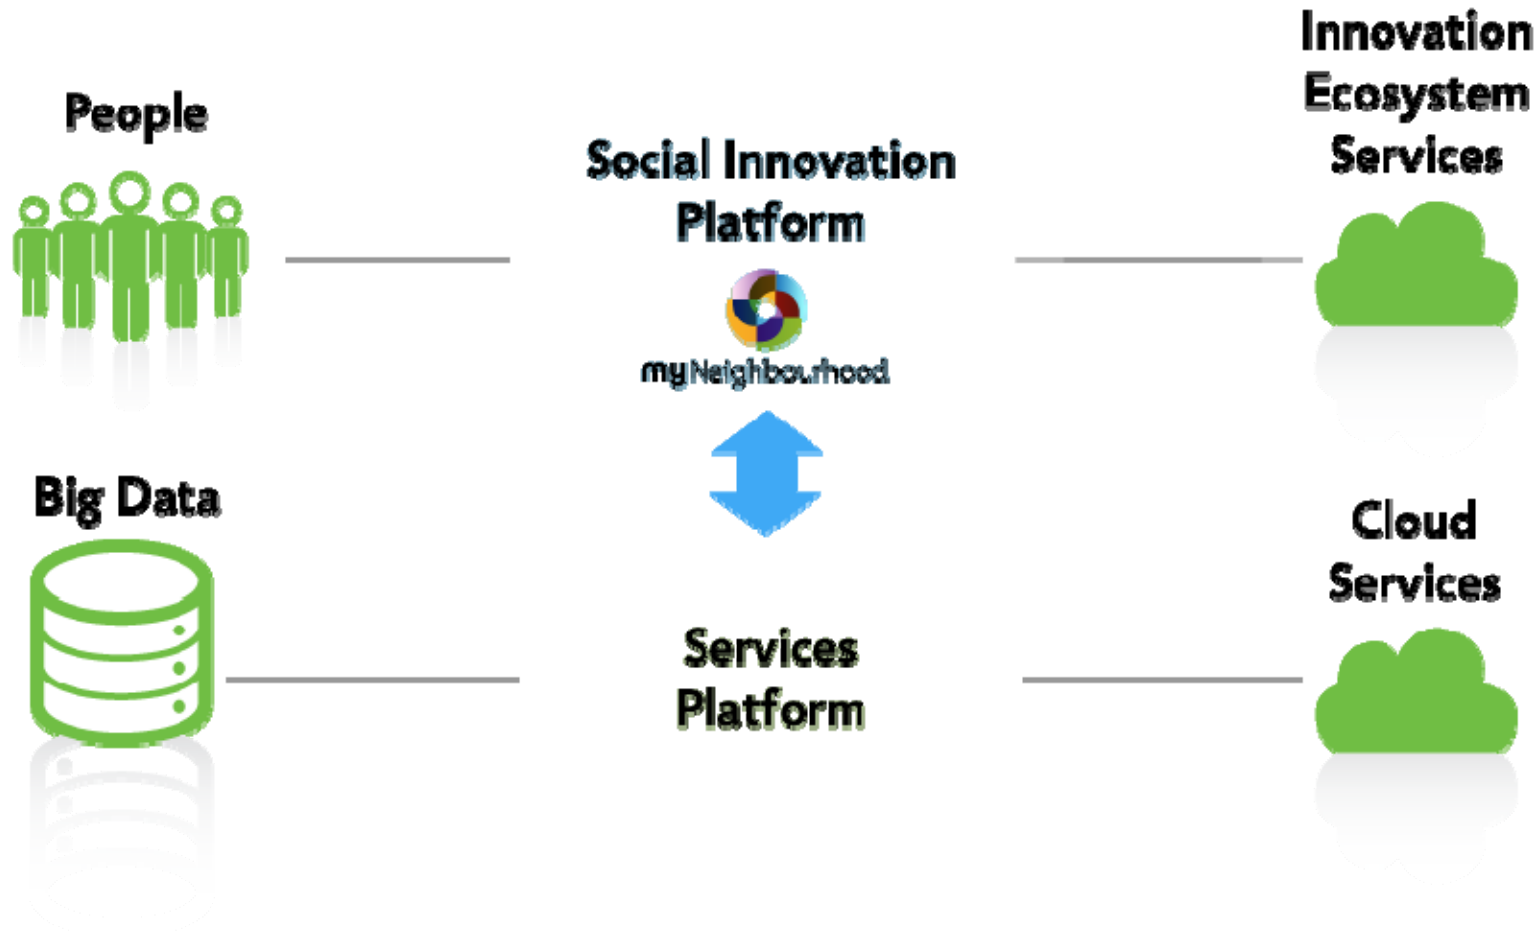 People
Social Innovation
Platform
myNeighbourhood
Innovation
Ecosystem
Services
Big Data
Services
Platform
Cloud
Services